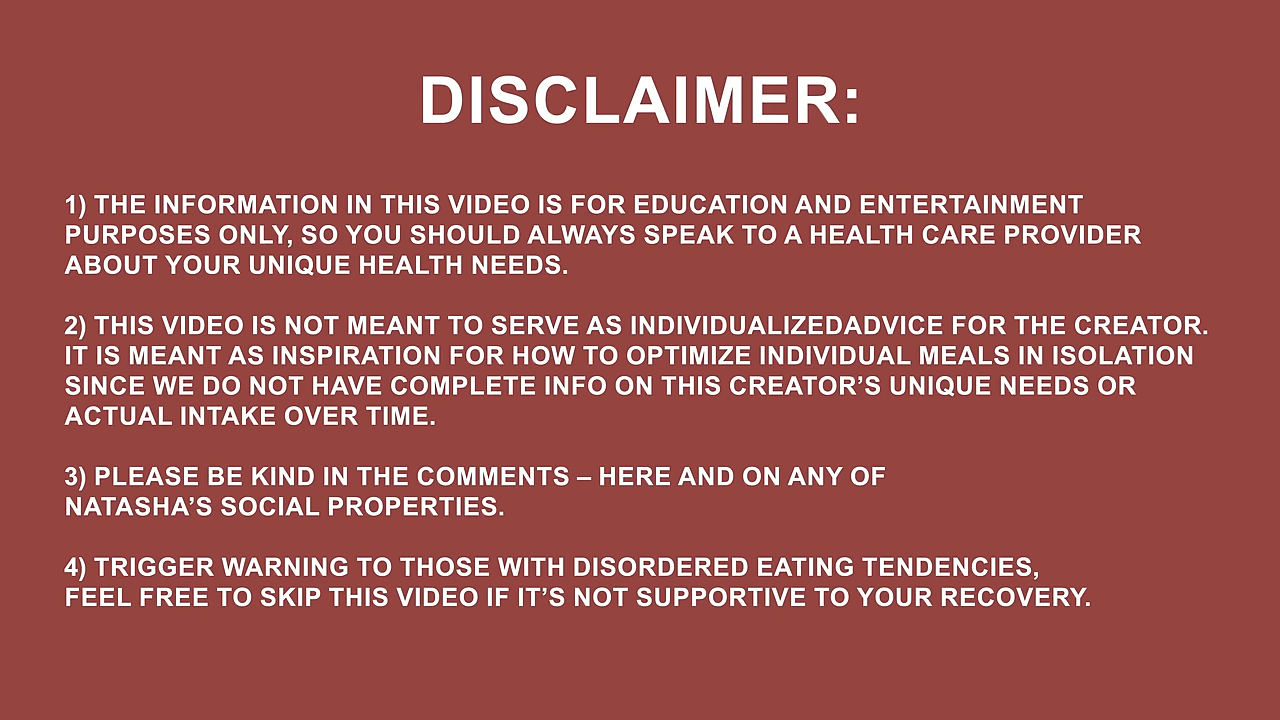 DISCLAIMER:
1) THE INFORMATION IN THIS VIDEO IS FOR EDUCATION AND ENTERTAINMENT
PURPOSES ONLY, SO YOU SHOULD ALWAYS SPEAK TO A HEALTH CARE PROVIDER
ABOUT YOUR UNIQUE HEALTH NEEDS.
2) THIS VIDEO IS NOT MEANT TO SERVE AS INDIVIDUALIZEDADVICE FOR THE CREATOR.
IT IS MEANT AS INSPIRATION FOR HOW TO OPTIMIZE INDIVIDUAL MEALS IN ISOLATION
SINCE WE DO NOT HAVE COMPLETE INFO ON THIS CREATOR’S UNIQUE NEEDS OR
ACTUAL INTAKE OVER TIME.
3) PLEASE BE KIND IN THE COMMENTS – HERE AND ON ANY OF
NATASHA’S SOCIAL PROPERTIES.
4) TRIGGER WARNING TO THOSE WITH DISORDERED EATING TENDENCIES,
FEEL FREE TO SKIP THIS VIDEO IF IT’S NOT SUPPORTIVE TO YOUR RECOVERY.